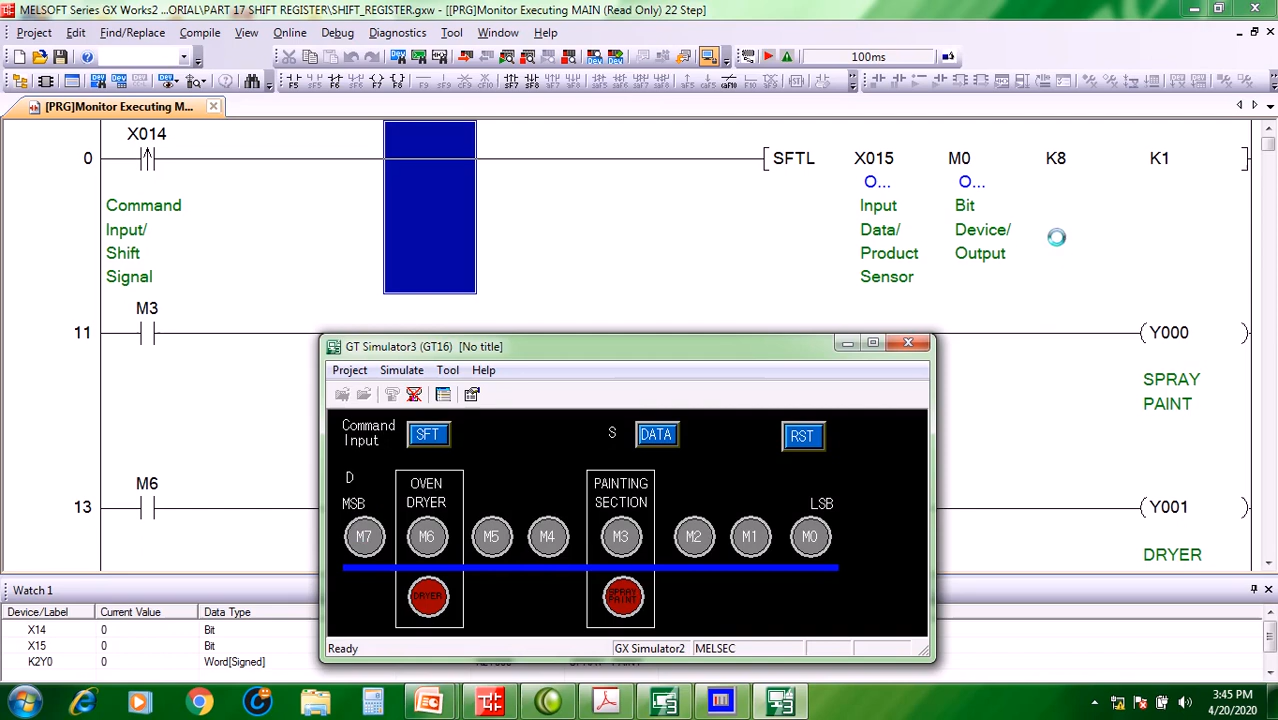 MELSOFT Series GX Works2 ...ORIAL\PART 17 SHIFT REGISTER\SHIFT_REGISTER.gxw - [[PRG]Monitor Executing MAIN (Read Only) 22 Step]
Project Edit Find/Replace Compile View Online Debug Diagnostics Tool Window Help
100ms
[PRG]Monitor Executing M...
X014
0 SFTL X015 M0 K8 K1
O... O...
Command Input Bit
Input/ Data/ Device/
Shift Product Output
Signal Sensor
M3
11 Y000
SPRAY
PAINT
M6
13 Y001
DRYER
GT Simulator3 (GT16) [No title]
Project Simulate Tool Help
Command
Input
SFT S DATA RST
D
OVEN
DRYER
PAINTING
SECTION
MSB LSB
M7 M6 M5 M4 M3 M2 M1 M0
DRYER SPRAY
PAINT
Ready GX Simulator2 MELSEC
Watch 1
Device/Label Current Value Data Type
X14 0 Bit
X15 0 Bit
K2Y0 0 Word[Signed]
3:45 PM
4/20/2020